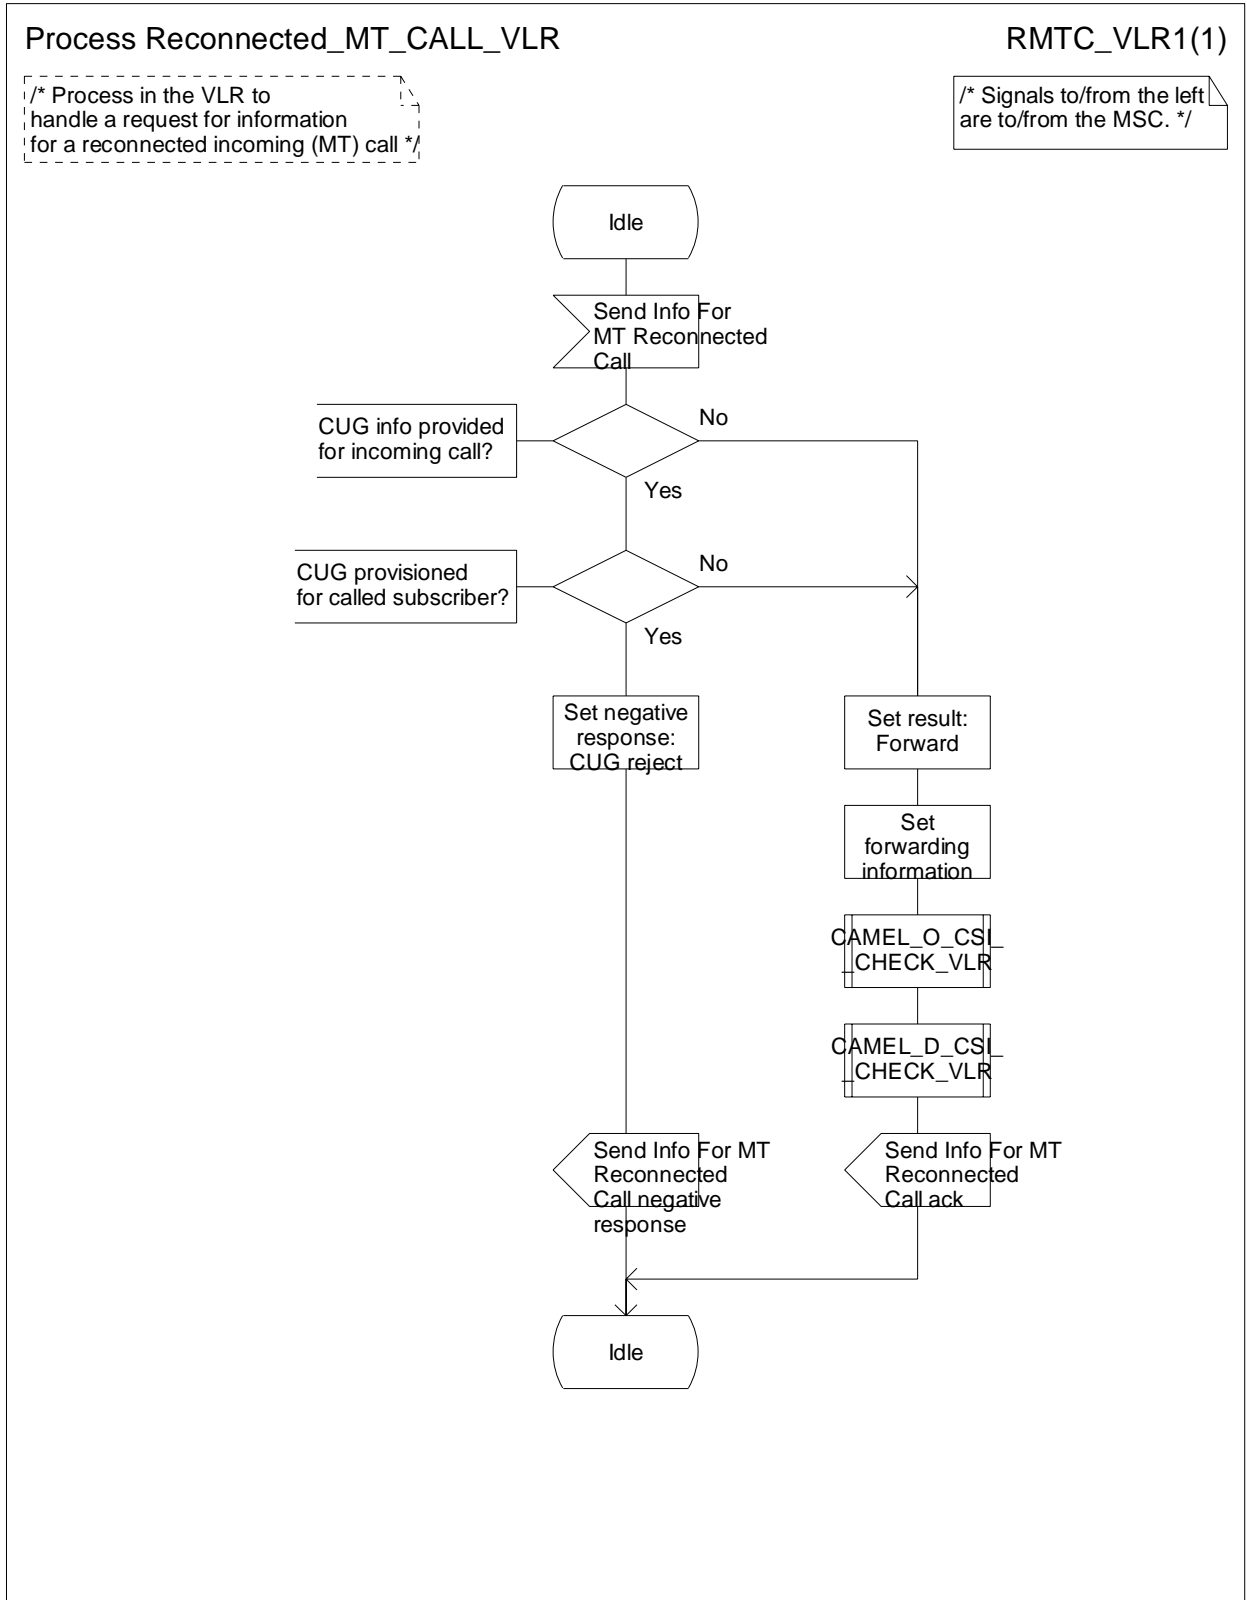 Process Reconnected_MT_CALL_VLR
RMTC_VLR1(1)
/* Process in the VLR to
handle a request for information
for a reconnected incoming (MT) call */
/* Signals to/from the left
are to/from the MSC. */
Idle
Send Info For
MT Reconnected
Call
CUG info provided
for incoming call?
No
Yes
CUG provisioned
for called subscriber?
No
Yes
Set negative
response:
CUG reject
Set result:
Forward
Set
forwarding
information
CAMEL_O_CSI_
_CHECK_VLR
CAMEL_D_CSI_
_CHECK_VLR
Send Info For MT
Reconnected
Call negative
response
Send Info For MT
Reconnected
Call ack
Idle